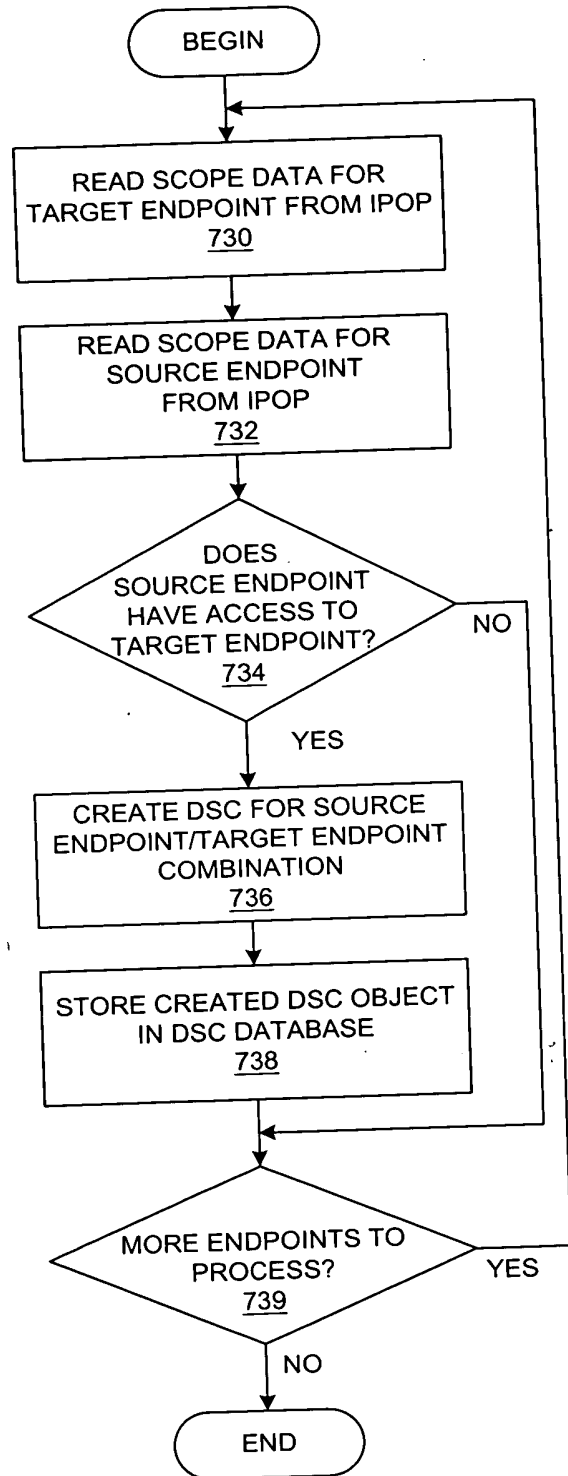 BEGIN
READ SCOPE DATA FOR
TARGET ENDPOINT FROM IPOP
730
READ SCOPE DATA FOR
SOURCE ENDPOINT
FROM IPOP
732
DOES
SOURCE ENDPOINT
HAVE ACCESS TO
TARGET ENDPOINT?
734
NO
YES
CREATE DSC FOR SOURCE
ENDPOINT/TARGET ENDPOINT
COMBINATION
736
STORE CREATED DSC OBJECT
IN DSC DATABASE
738
MORE ENDPOINTS TO
PROCESS?
739
YES
NO
END